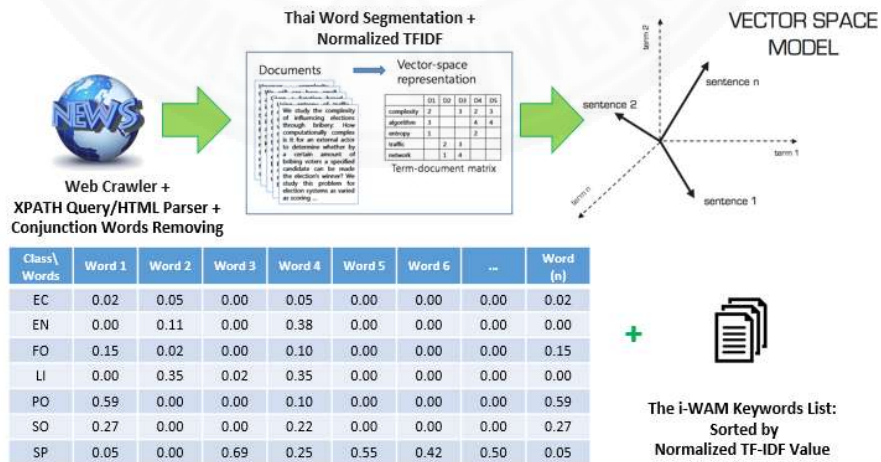 Thai Word Segmentation +
Normalized TFIDF
VECTOR SPACE
MODEL
NEWS
Documents
Vector-space
representation
We study the complexity
of influencing elections
through bribery: How
computationally complex
is it for an external actor
to determine whether by
a certain amount of
bribing voters a specified
candidate can be made
the election's winner? We
study this problem for
election systems as varied
as scoring ...
D1 D2 D3 D4 D5
complexity 2 3 2 3
algorithm 3 4 4
entropy 1 2
traffic 2 3
network 1 4
Term-document matrix
term 2
sentence n
sentence 2
term 1
term n
sentence 1
Web Crawler +
XPATH Query/HTML Parser +
Conjunction Words Removing
Class\ Words Word 1 Word 2 Word 3 Word 4 Word 5 Word 6 ... Word (n)
EC 0.02 0.05 0.00 0.05 0.00 0.00 0.00 0.02
EN 0.00 0.11 0.00 0.38 0.00 0.00 0.00 0.00
FO 0.15 0.02 0.00 0.10 0.00 0.00 0.00 0.15
LI 0.00 0.35 0.02 0.35 0.00 0.00 0.00 0.00
PO 0.59 0.00 0.00 0.10 0.00 0.00 0.00 0.59
SO 0.27 0.00 0.00 0.22 0.00 0.00 0.00 0.27
SP 0.05 0.00 0.69 0.25 0.55 0.42 0.50 0.05
+
The i-WAM Keywords List:
Sorted by
Normalized TF-IDF Value